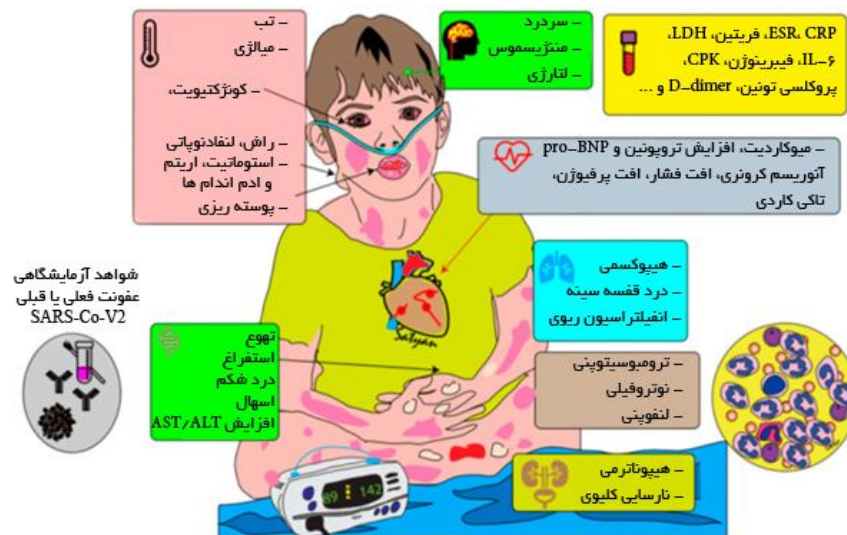 – تب
– میالژی
– کونژکتیویت،
– راش، لنفادنوپاتی
– استوماتیت، اریتم
و ادم اندام ها
– پوسته ریزی
– سردرد
– مننژیسموس
– لتارژی
ESR، CRP، فریتین، LDH،
IL-۶، فیبرینوژن، CPK،
پروکلسی تونین، D-dimer و ...
– میوکاردیت، افزایش تروپونین و pro-BNP
آنوریسم کرونری، افت فشار، افت پرفیوژن،
تاکی کاردی
– هیپوکسمی
– درد قفسه سینه
– انفیلتراسیون ریوی
شواهد آزمایشگاهی
عفونت فعلی یا قبلی
SARS-Co-V2
Satyan
تهوع
استفراغ
درد شکم
اسهال
افزایش AST/ALT
– ترومبوسیتوپنی
– نوتروفیلی
– لنفوپنی
– هیپوناترمی
– نارسایی کلیوی
89 142